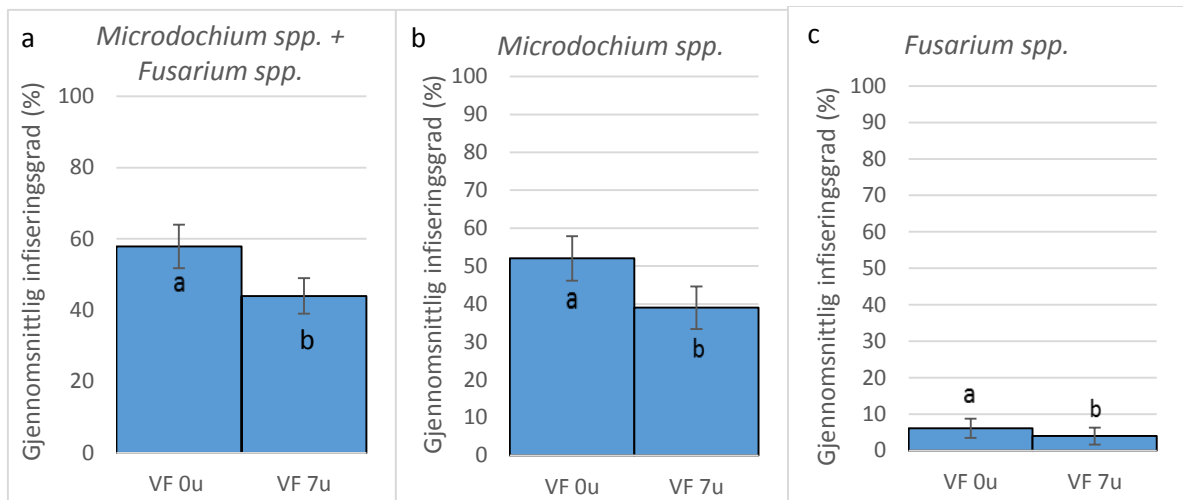 a
Microdochium spp. +
Fusarium spp.
Gjennomsnittlig infiseringsgrad (%)
100
80
60
40
20
0
a
b
VF 0u
VF 7u
b
Microdochium spp.
Gjennomsnittlig infiseringsgrad (%)
100
90
80
70
60
50
40
30
20
10
0
a
b
VF 0u
VF 7u
c
Fusarium spp.
Gjennomsnittlig infiseringsgrad (%)
100
90
80
70
60
50
40
30
20
10
0
a
b
VF 0u
VF 7u